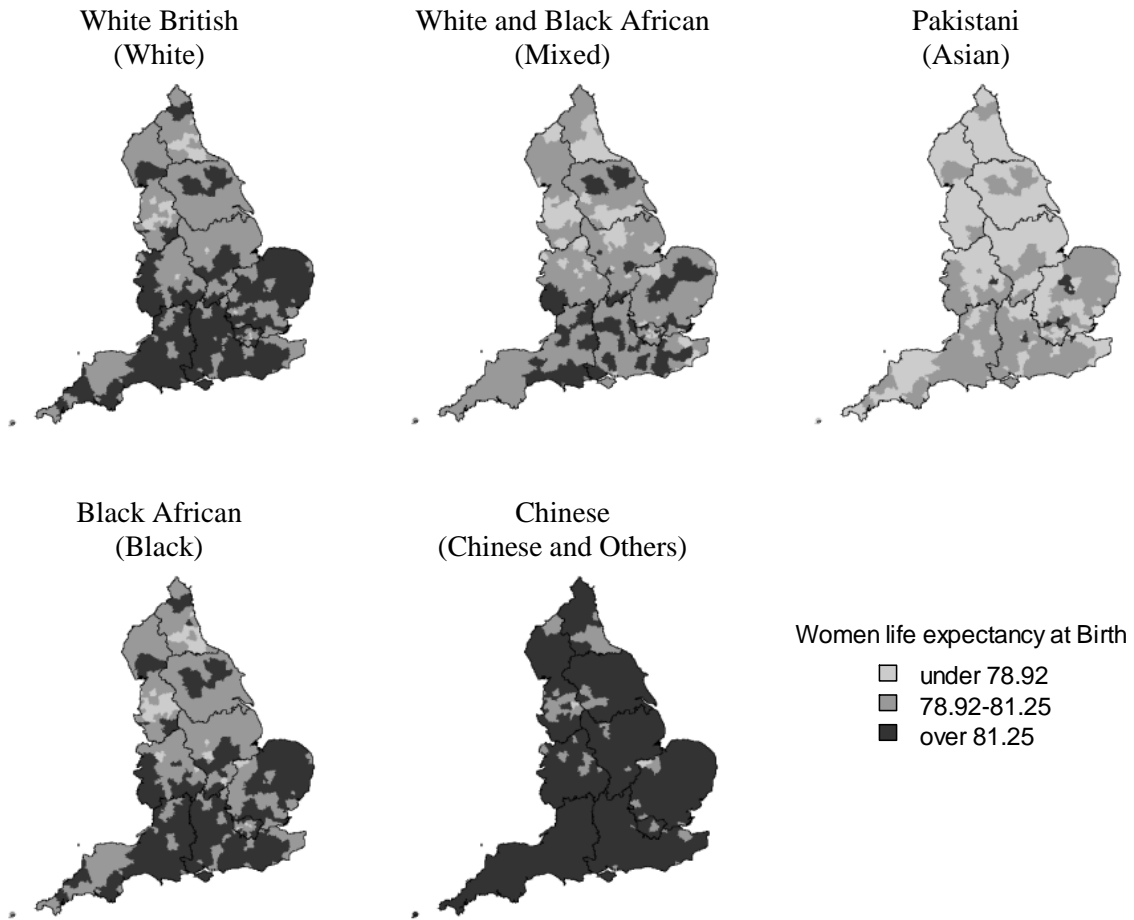 White British
(White)
White and Black African
(Mixed)
Pakistani
(Asian)
Black African
(Black)
Chinese
(Chinese and Others)
Women life expectancy at Birth
under 78.92
78.92-81.25
over 81.25